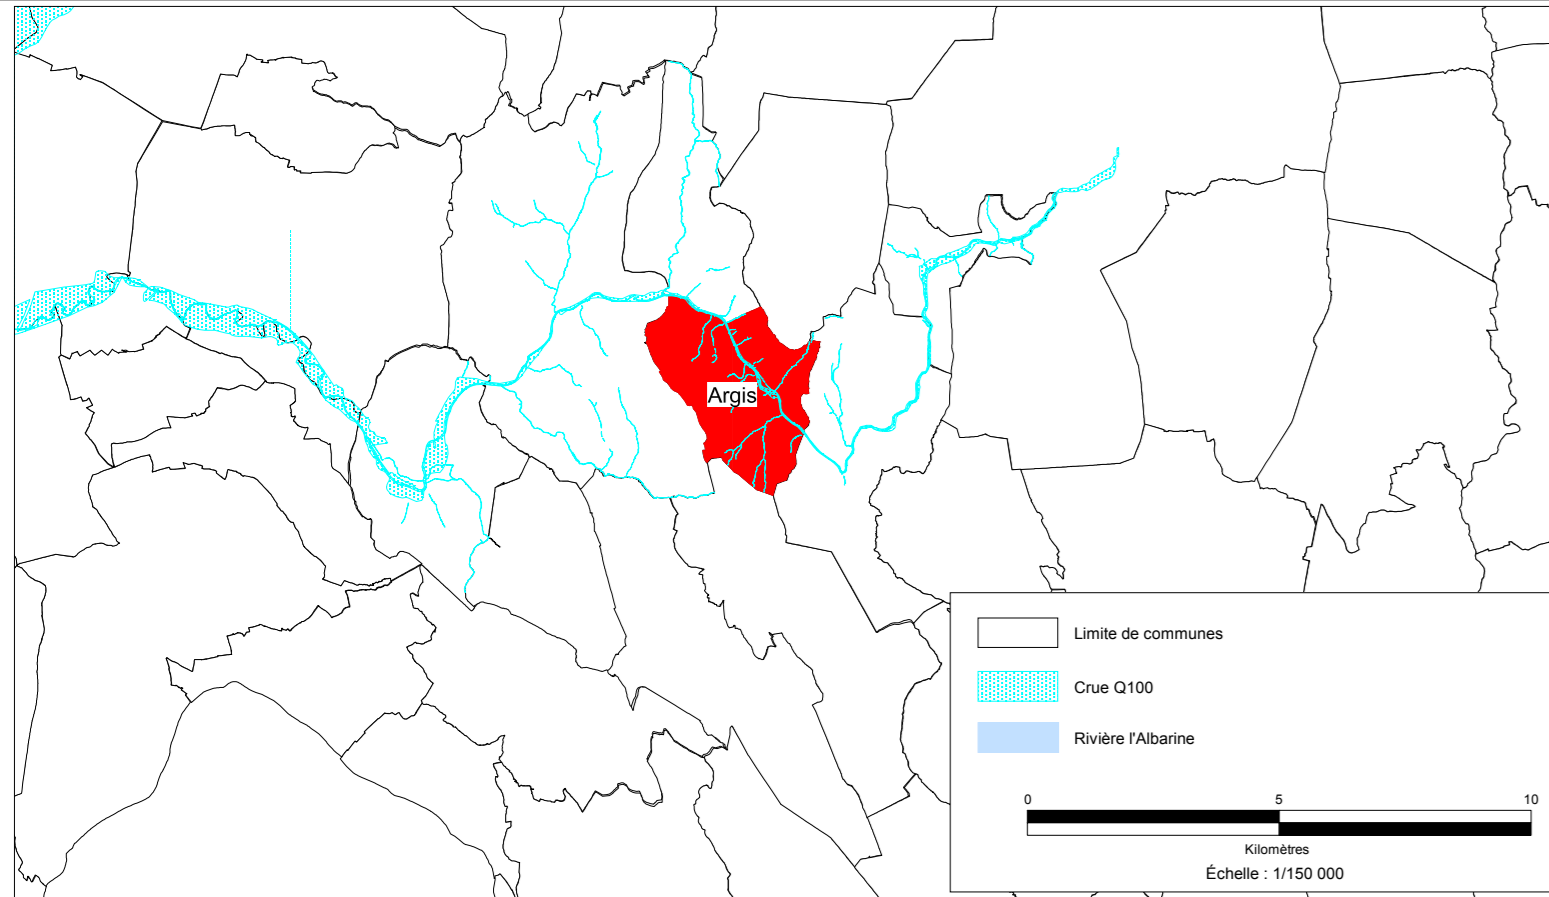 Argis
Limite de communes
Crue Q100
Rivière l'Albarine
0 5 10
Kilomètres
Échelle : 1/150 000